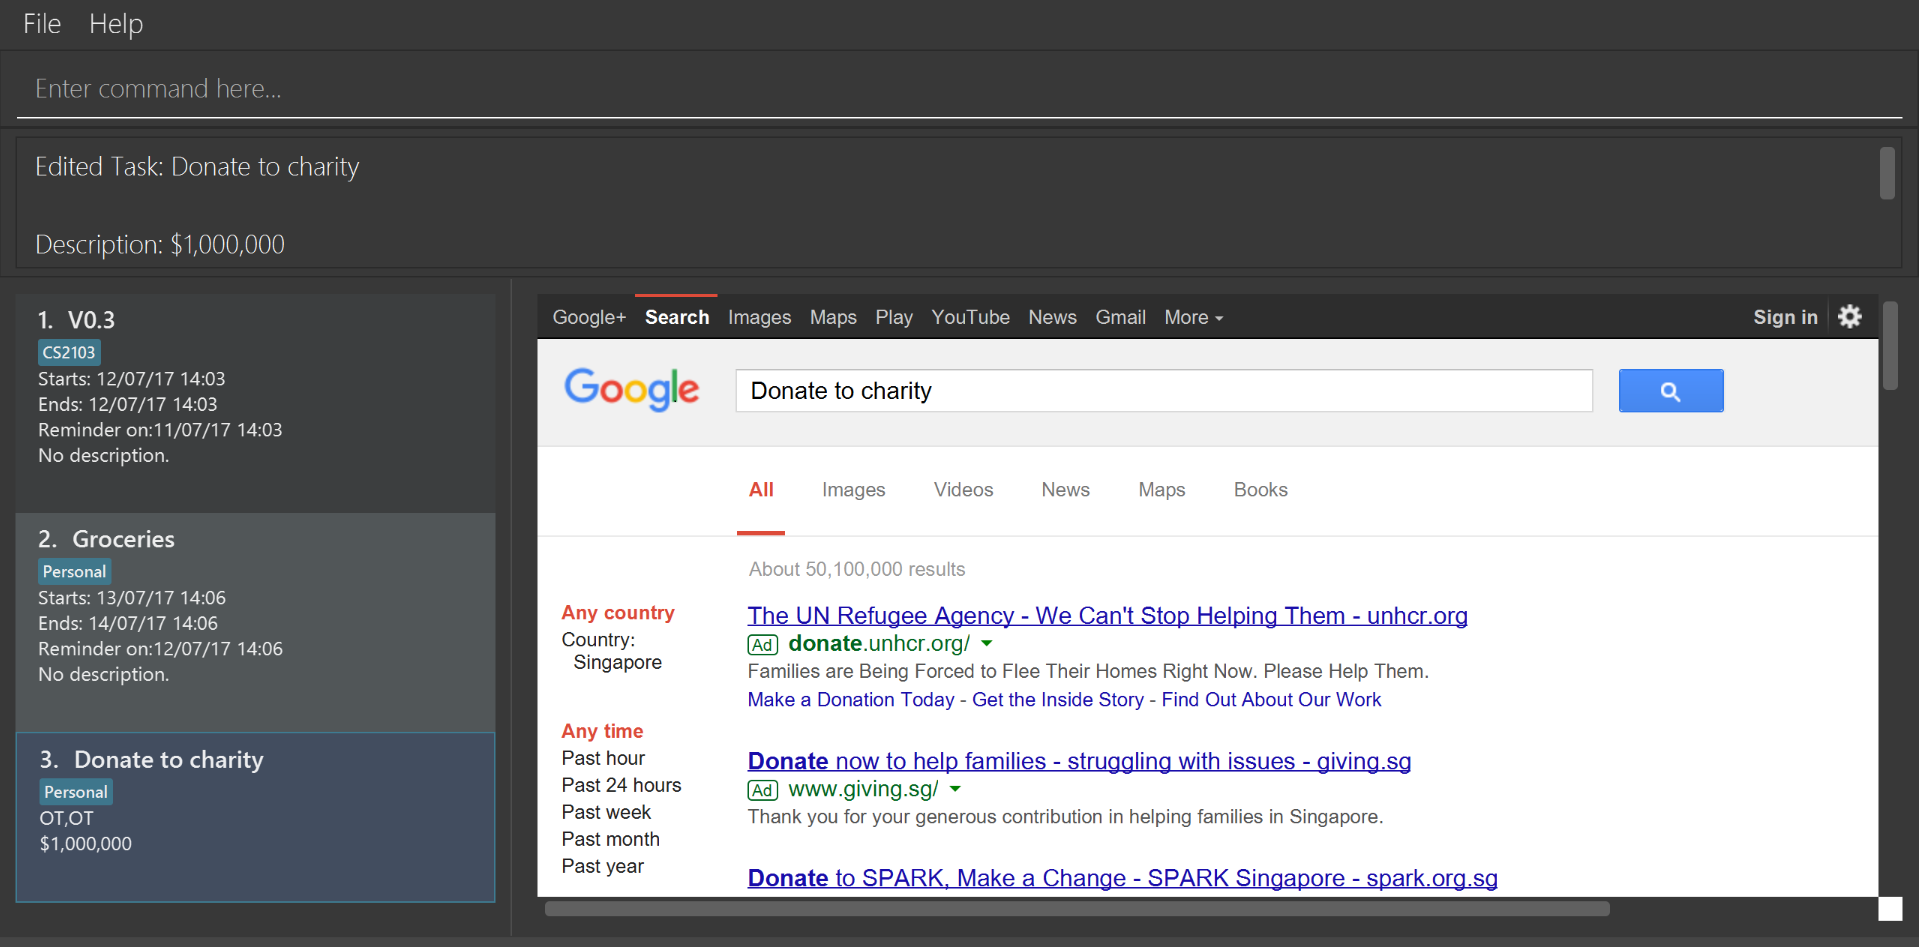 File Help
Enter command here...
Edited Task: Donate to charity
Description: $1,000,000
1. V0.3
CS2103
Starts: 12/07/17 14:03
Ends: 12/07/17 14:03
Reminder on:11/07/17 14:03
No description.
2. Groceries
Personal
Starts: 13/07/17 14:06
Ends: 14/07/17 14:06
Reminder on:12/07/17 14:06
No description.
3. Donate to charity
Personal
OT,OT
$1,000,000
Google+ Search Images Maps Play YouTube News Gmail More Sign in
Google Donate to charity
All Images Videos News Maps Books
About 50,100,000 results
Any country
Country:
Singapore
Any time
Past hour
Past 24 hours
Past week
Past month
Past year
The UN Refugee Agency - We Can't Stop Helping Them - unhcr.org
Ad donate.unhcr.org/
Families are Being Forced to Flee Their Homes Right Now. Please Help Them.
Make a Donation Today - Get the Inside Story - Find Out About Our Work
Donate now to help families - struggling with issues - giving.sg
Ad www.giving.sg/
Thank you for your generous contribution in helping families in Singapore.
Donate to SPARK, Make a Change - SPARK Singapore - spark.org.sg